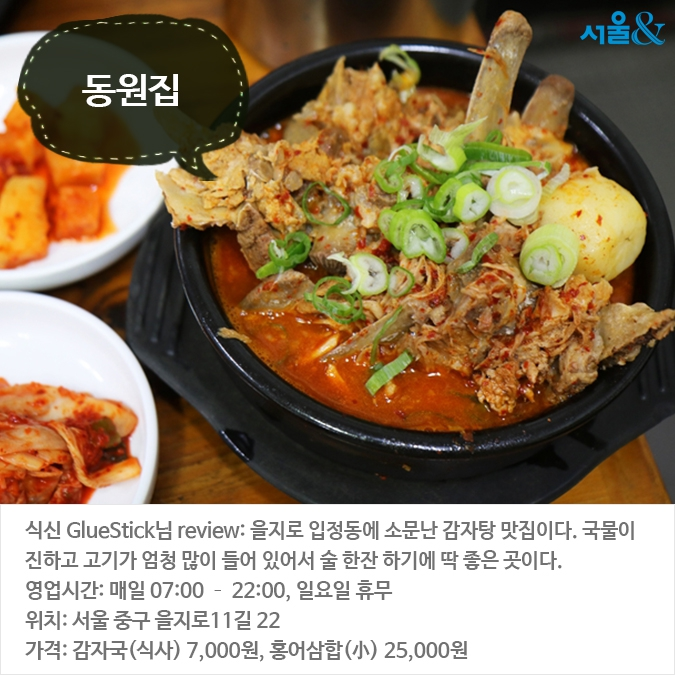 서울&
동원집
식신 GlueStick님 review: 을지로 입정동에 소문난 감자탕 맛집이다. 국물이
진하고 고기가 엄청 많이 들어 있어서 술 한잔 하기에 딱 좋은 곳이다.
영업시간: 매일 07:00 - 22:00, 일요일 휴무
위치: 서울 중구 을지로11길 22
가격: 감자국(식사) 7,000원, 홍어삼합(小) 25,000원